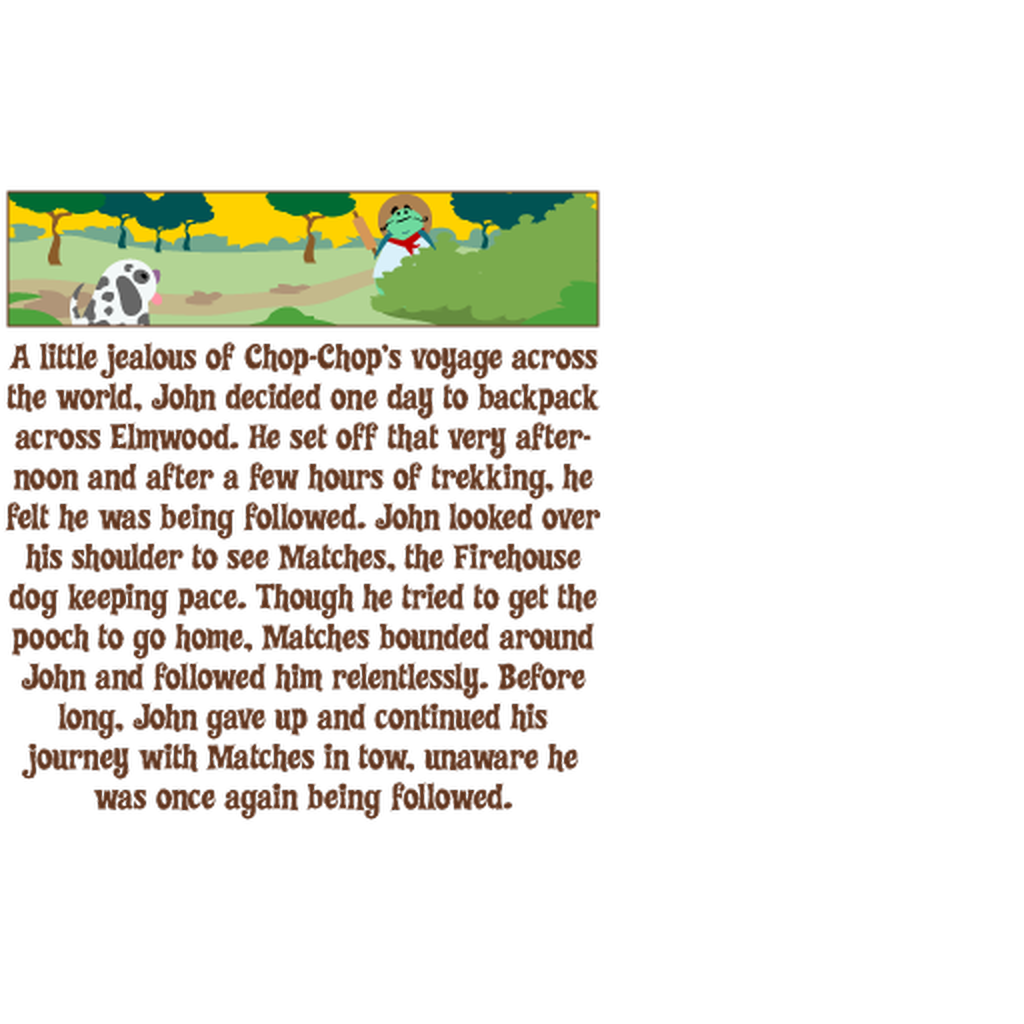 A little jealous of Chop-Chop's voyage across
the world, John decided one day to backpack
across Elmwood. He set off that very after-
noon and after a few hours of trekking, he
felt he was being followed. John looked over
his shoulder to see Matches, the Firehouse
dog keeping pace. Though he tried to get the
pooch to go home, Matches bounded around
John and followed him relentlessly. Before
long, John gave up and continued his
journey with Matches in tow, unaware he
was once again being followed.